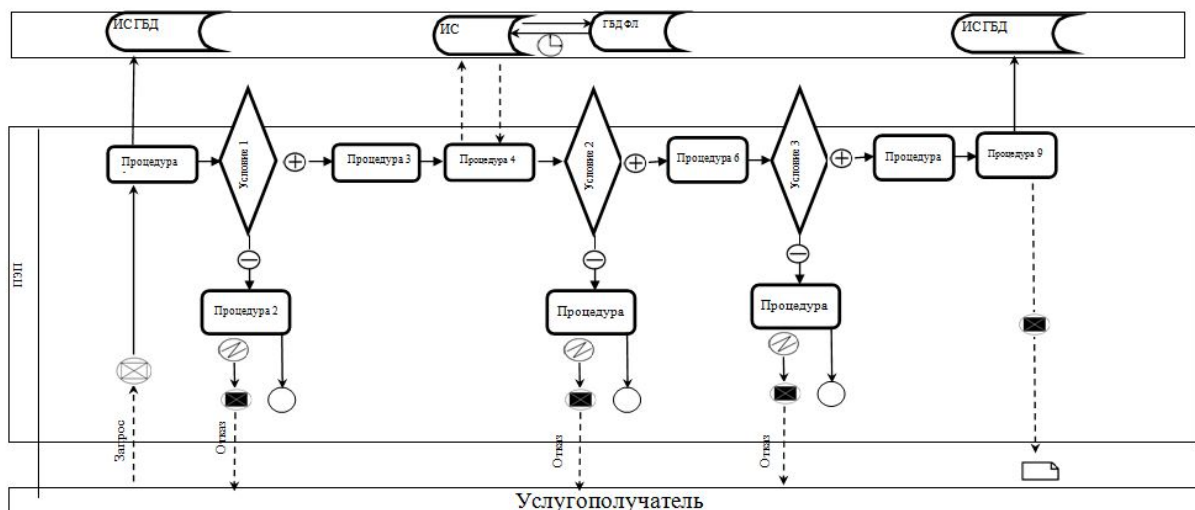 ИС ГБД
ИС
ГБД ФЛ
ИС ГБД
Процедура
Условие 1
Процедура 3
Процедура 4
Условие 2
Процедура 6
Условие 3
Процедура
Процедура 9
ПЭП
Процедура 2
Процедура
Процедура
Запрос
Отказ
Отказ
Отказ
Услугополучатель